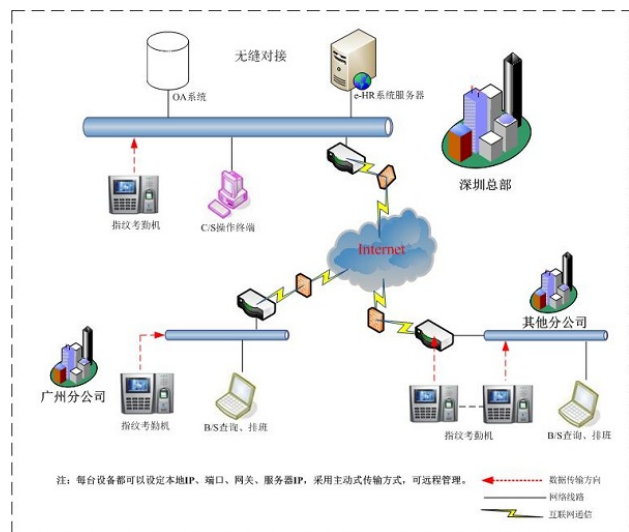 无缝对接
OA系统
e-HR系统服务器
深圳总部
指纹考勤机
C/S操作终端
Internet
其他分公司
广州分公司
指纹考勤机
B/S查询、排班
指纹考勤机
B/S查询、排班
注：每台设备都可以设定本地IP、端口、网关、服务器IP，采用主动式传输方式，可远程管理。
数据传输方向
网络线路
互联网通信